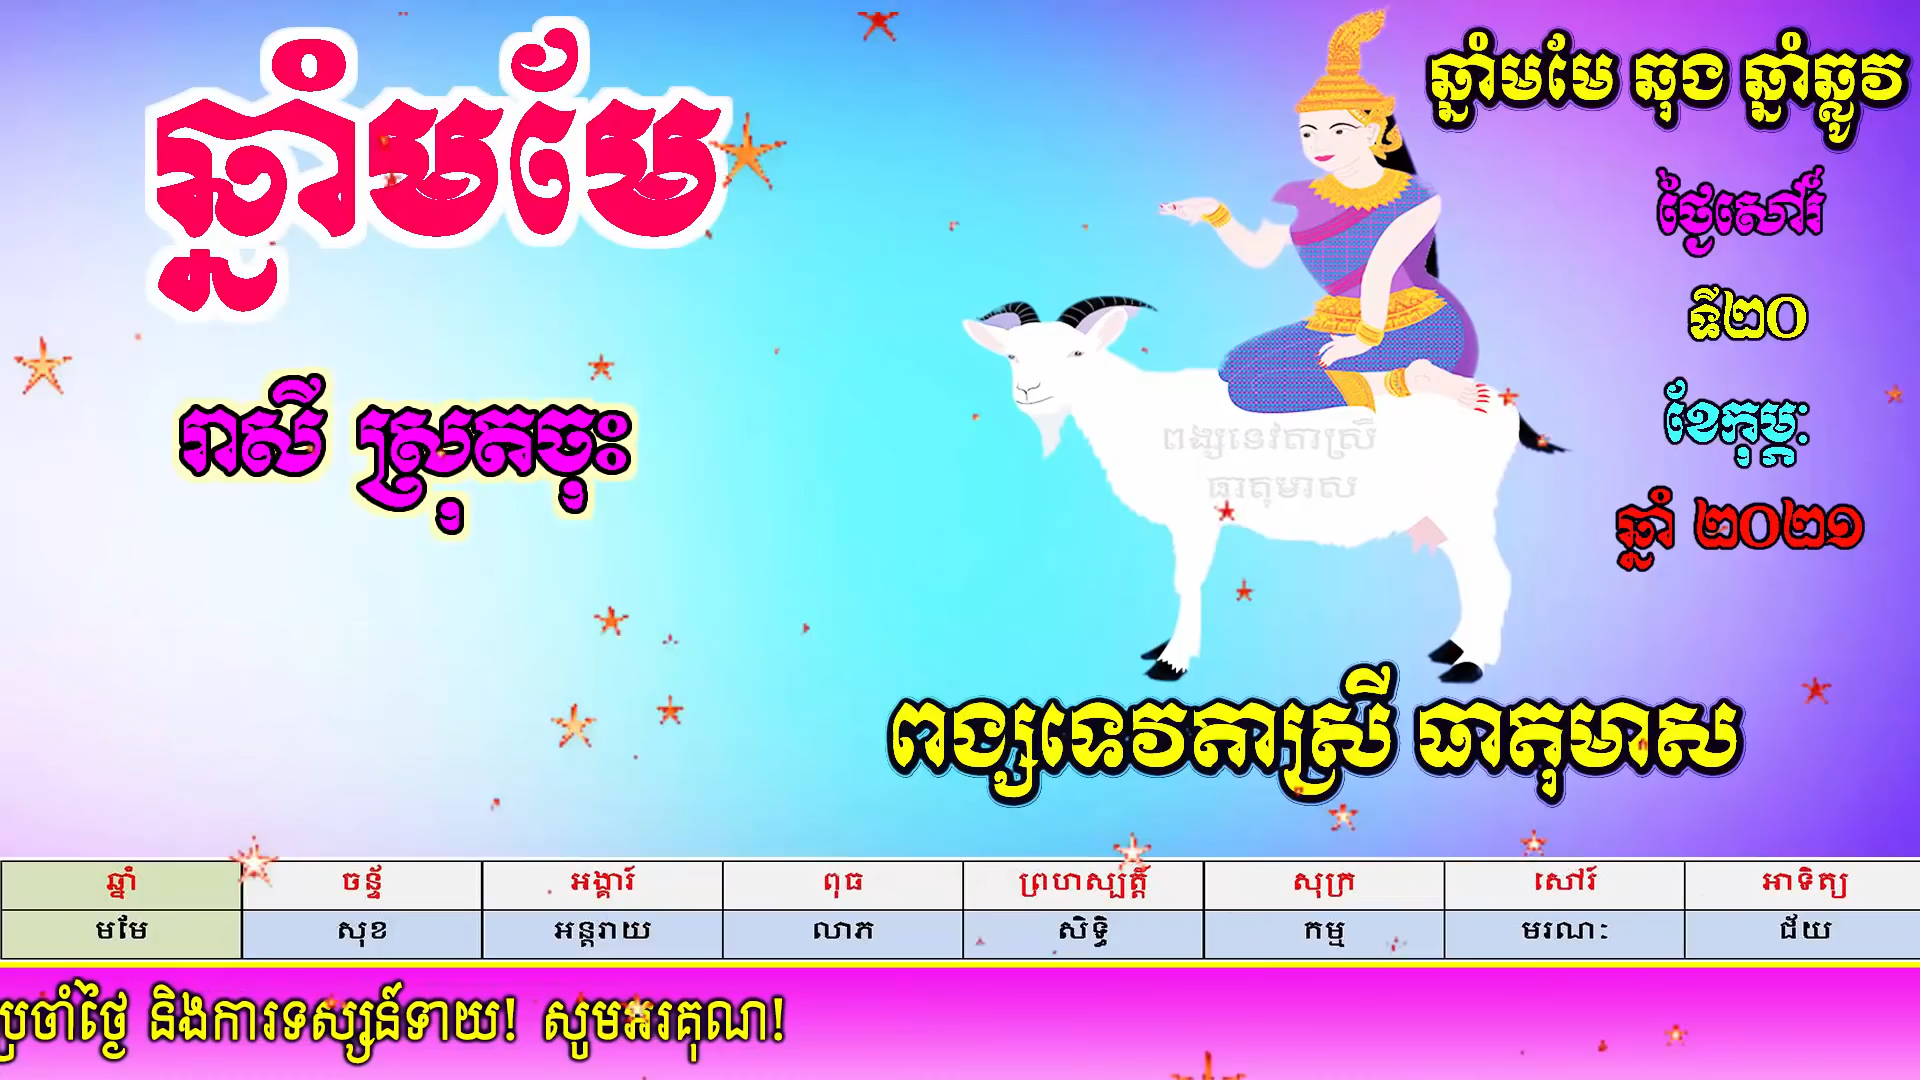 ឆ្នាំមមែ
រាសី ស្រុតចុះ
ឆ្នាំមមែ ឆុង ឆ្នាំឆ្លូវ
ថ្ងៃសៅរ៍
ទី២០
ខែកុម្ភៈ
ឆ្នាំ ២០២១
ពង្សទេវតាស្រី
ធាតុមាស
ពង្សទេវតាស្រី ធាតុមាស
ឆ្នាំ ចន្ទ័ អង្គារ៍ ពុធ ព្រហស្បត្តិ៍ សុក្រ សៅរ៍ អាទិត្យ
មមែ សុខ អន្តរាយ លាភ សិទ្ធិ កម្ម មរណៈ ជ័យ
ប្រចាំថ្ងៃ និងការទស្សន៍ទាយ! សូមអរគុណ!